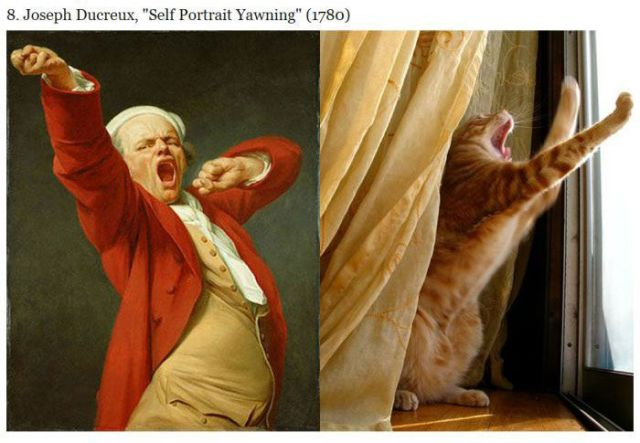 8. Joseph Ducreux, "Self Portrait Yawning" (1780)